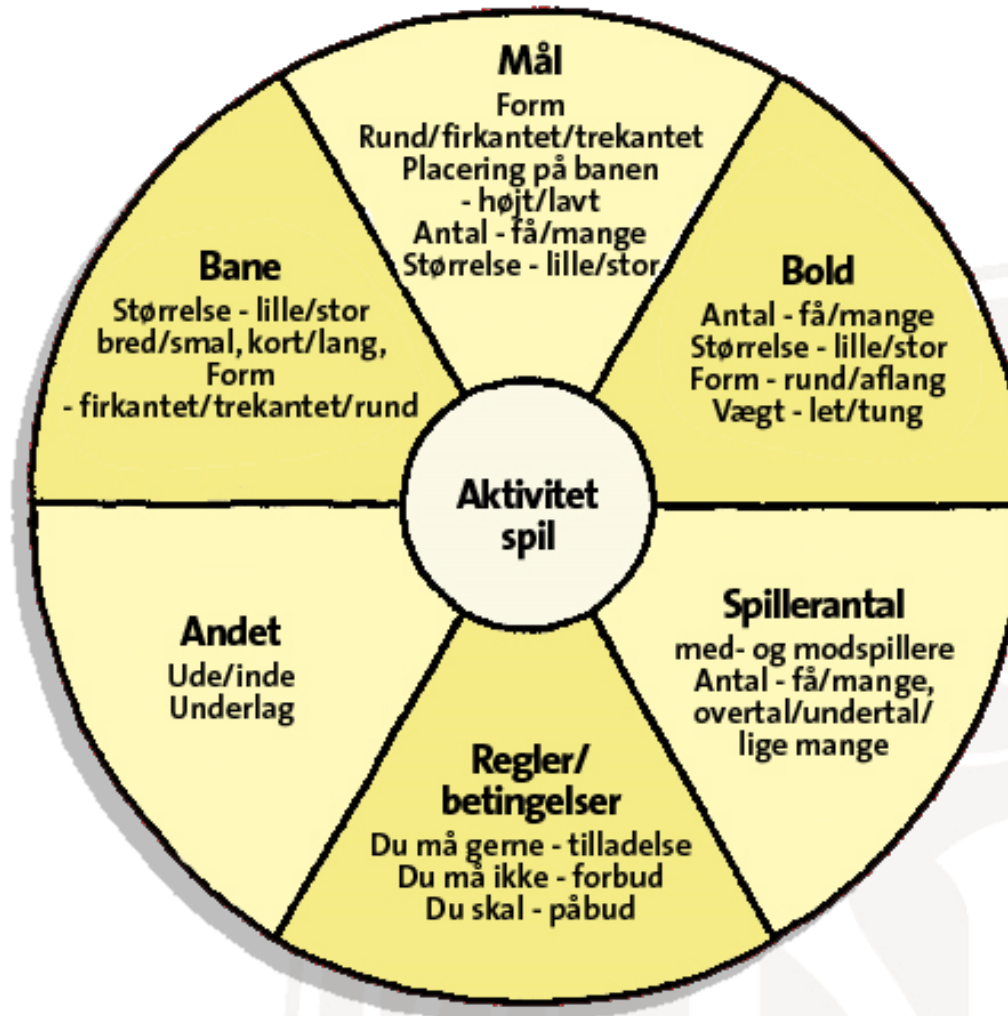 Mål
Form
Rund/firkantet/trekantet
Placering på banen
- højt/lavt
Antal - få/mange
Størrelse - lille/stor
Bold
Antal - få/mange
Størrelse - lille/stor
Form - rund/aflang
Vægt - let/tung
Spillerantal
med- og modspillere
Antal - få/mange,
overtal/undertal/
lige mange
Regler/
betingelser
Du må gerne - tilladelse
Du må ikke - forbud
Du skal - påbud
Andet
Ude/inde
Underlag
Bane
Størrelse - lille/stor
bred/smal, kort/lang,
Form
- firkantet/trekantet/rund
Aktivitet
spil